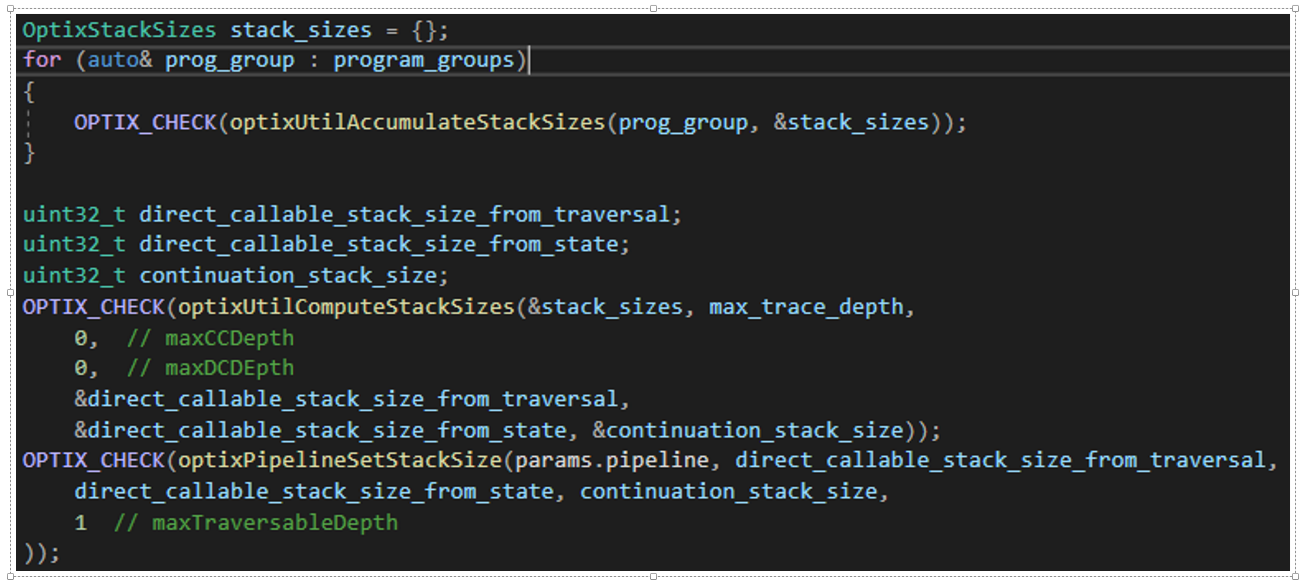 OptixStackSizes stack_sizes = {};
for (auto& prog_group : program_groups)
{
    OPTIX_CHECK(optixUtilAccumulateStackSizes(prog_group, &stack_sizes));
}

uint32_t direct_callable_stack_size_from_traversal;
uint32_t direct_callable_stack_size_from_state;
uint32_t continuation_stack_size;
OPTIX_CHECK(optixUtilComputeStackSizes(&stack_sizes, max_trace_depth,
    0,  // maxCCDepth
    0,  // maxDCDEpth
    &direct_callable_stack_size_from_traversal,
    &direct_callable_stack_size_from_state, &continuation_stack_size));
OPTIX_CHECK(optixPipelineSetStackSize(params.pipeline, direct_callable_stack_size_from_traversal,
    direct_callable_stack_size_from_state, continuation_stack_size,
    1  // maxTraversableDepth
));